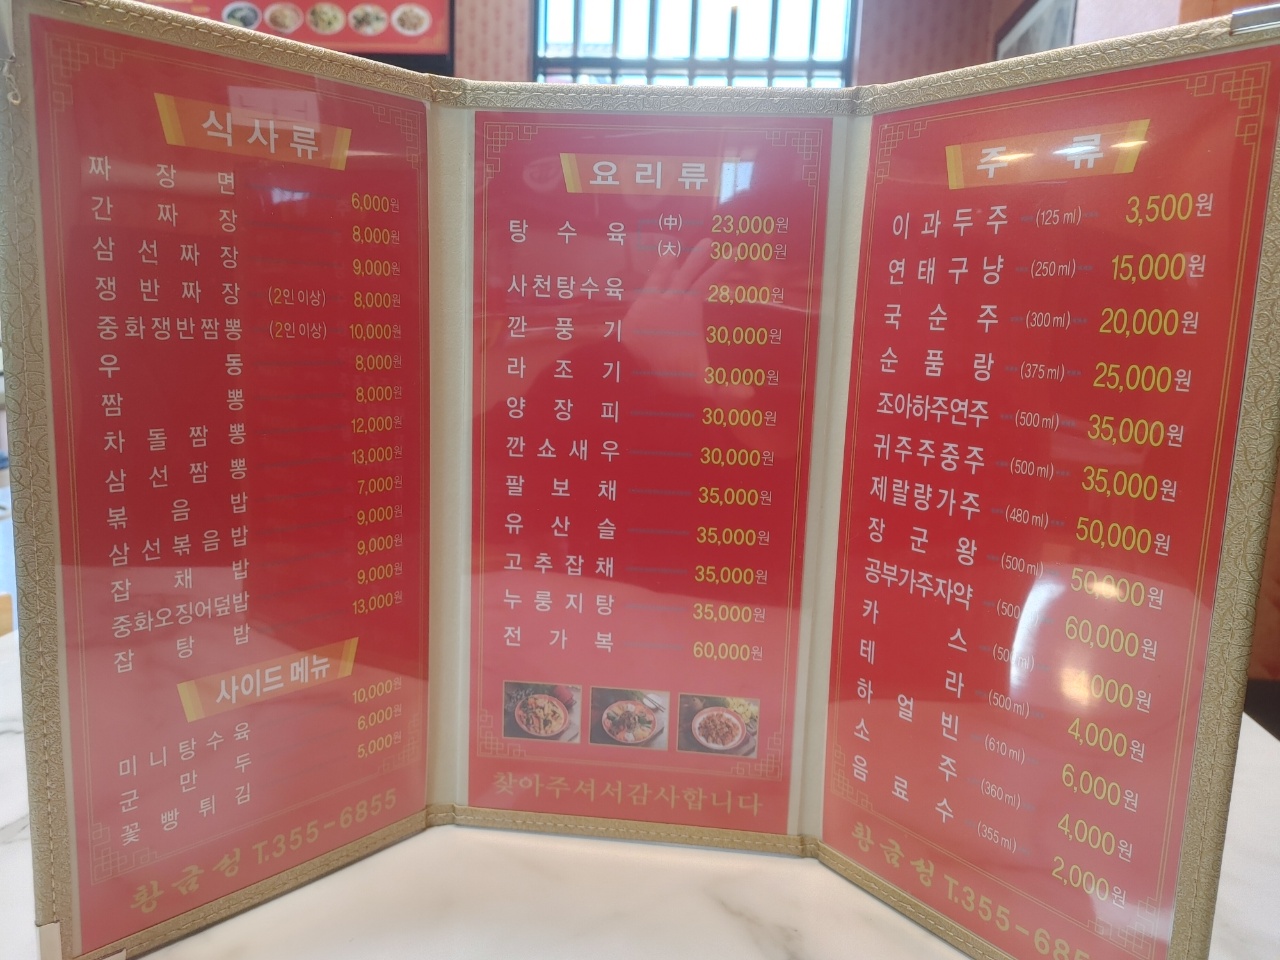 식사류
짜장면 6,000원
간짜장 8,000원
삼선짜장 9,000원
쟁반짜장 (2인 이상) 8,000원
중화쟁반짬뽕 (2인 이상) 10,000원
우동 8,000원
짬뽕 8,000원
차돌짬뽕 12,000원
삼선짬뽕 13,000원
볶음밥 7,000원
삼선볶음밥 9,000원
잡채밥 9,000원
중화오징어덮밥 9,000원
잡탕밥 13,000원
사이드 메뉴
미니탕수육 10,000원
군만두 6,000원
꽃빵튀김 5,000원
황금성 T.355-6855
요리류
탕수육 (中) 23,000원
(大) 30,000원
사천탕수육 28,000원
깐풍기 30,000원
라조기 30,000원
양장피 30,000원
깐쇼새우 30,000원
팔보채 35,000원
유산슬 35,000원
고추잡채 35,000원
누룽지탕 35,000원
전가복 60,000원
찾아주셔서감사합니다
주류
이과두주 (125 ml) 3,500원
연태구냥 (250 ml) 15,000원
국순주 (300 ml) 20,000원
순품랑 (375 ml) 25,000원
조아하주연주 (500 ml) 35,000원
귀주주중주 (500 ml) 35,000원
제랄량가주 (480 ml) 50,000원
장군왕 (500 ml) 50,000원
공부가주자약 60,000원
카스
테라 (500 ml) 4,000원
하얼빈 (610 ml) 6,000원
소주 (360 ml) 4,000원
음료수 (355 ml) 2,000원
황금성 T.355-685